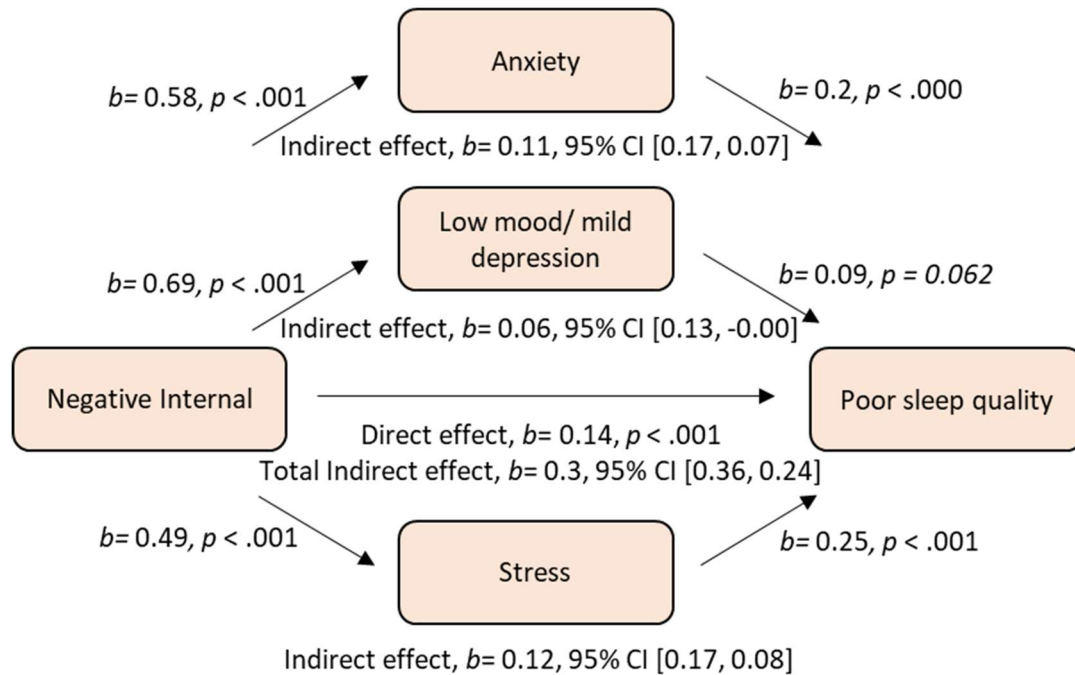 Anxiety
b= 0.58, p < .001
b= 0.2, p < .000
Indirect effect, b= 0.11, 95% CI [0.17, 0.07]
Low mood/ mild
depression
b= 0.69, p < .001
b= 0.09, p = 0.062
Indirect effect, b= 0.06, 95% CI [0.13, -0.00]
Negative Internal
Poor sleep quality
Direct effect, b= 0.14, p < .001
Total Indirect effect, b= 0.3, 95% CI [0.36, 0.24]
b= 0.49, p < .001
b= 0.25, p < .001
Stress
Indirect effect, b= 0.12, 95% CI [0.17, 0.08]